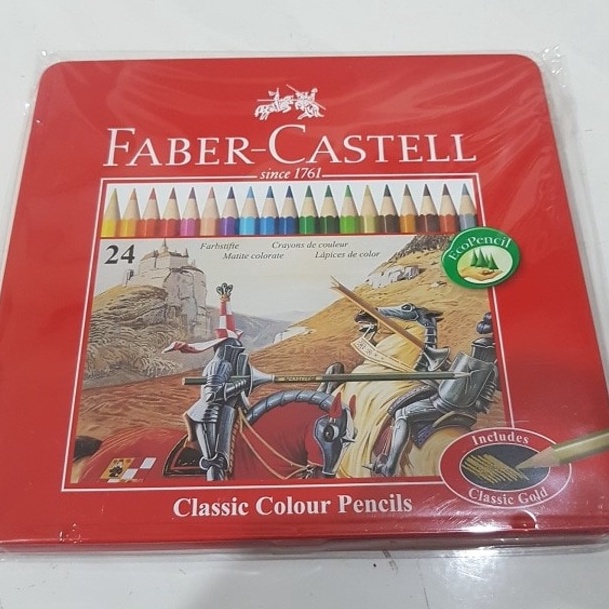 FABER-CASTELL
since 1761
24
Farbstifte Crayons de couleur
Matite colorate Lápices de color
EcoPencil
"CASTELL"
Includes
Classic Gold
Classic Colour Pencils